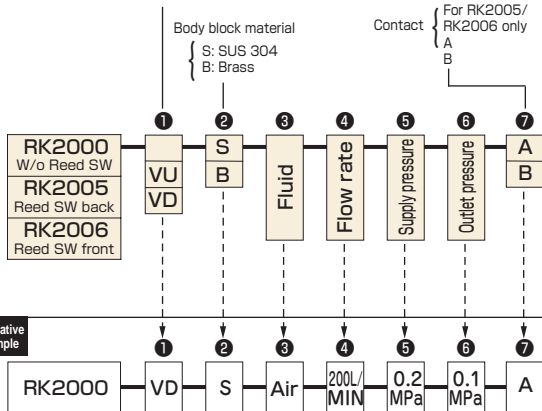 Body block material
S: SUS 304
B: Brass
Contact
For RK2005/
RK2006 only
A
B
❶ ❷ ❸ ❹ ❺ ❻ ❼
RK2000
W/o Reed SW
RK2005
Reed SW back
RK2006
Reed SW front
VU
VD
S
B
Fluid
Flow rate
Supply pressure
Outlet pressure
A
B
❶ ❷ ❸ ❹ ❺ ❻ ❼
RK2000
VD
S
Air
200L/
MIN
0.2
MPa
0.1
MPa
A